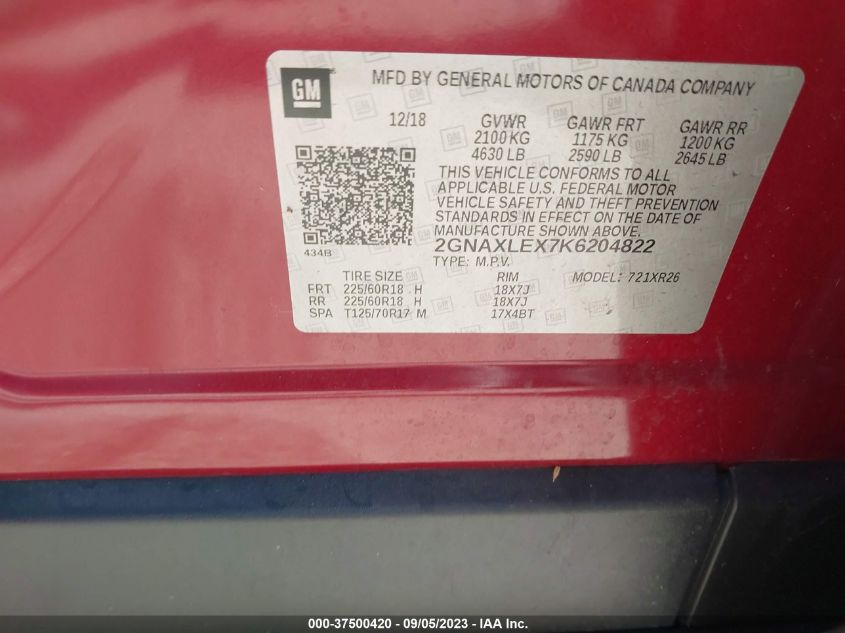 GM
MFD BY GENERAL MOTORS OF CANADA COMPANY
12/18 GVWR GAWR FRT GAWR RR
2100 KG 1175 KG 1200 KG
4630 LB 2590 LB 2645 LB
THIS VEHICLE CONFORMS TO ALL
APPLICABLE U.S. FEDERAL MOTOR
VEHICLE SAFETY AND THEFT PREVENTION
STANDARDS IN EFFECT ON THE DATE OF
MANUFACTURE SHOWN ABOVE.
434B
2GNAXLEX7K6204822
TYPE: M.P.V. MODEL: 721XR26
TIRE SIZE RIM
FRT 225/60R18 H 18X7J
RR 225/60R18 H 18X7J
SPA T125/70R17 M 17X4BT
000-37500420 - 09/05/2023 - IAA Inc.